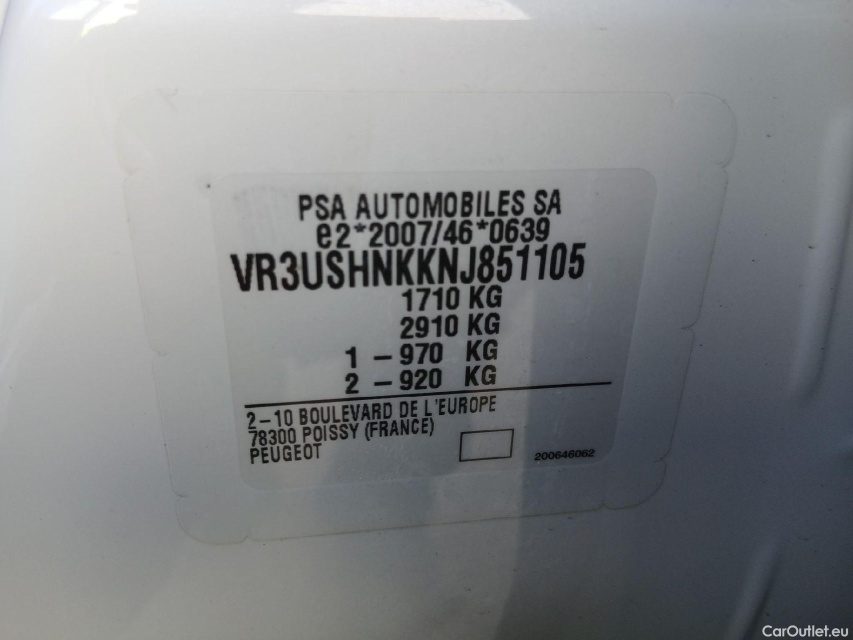 PSA AUTOMOBILES SA
e2*2007/46*0639
VR3USHNKKNJ851105
1710 KG
2910 KG
1 - 970 KG
2 - 920 KG
2-10 BOULEVARD DE L'EUROPE
78300 POISSY (FRANCE)
PEUGEOT
200646062
CarOutlet.eu